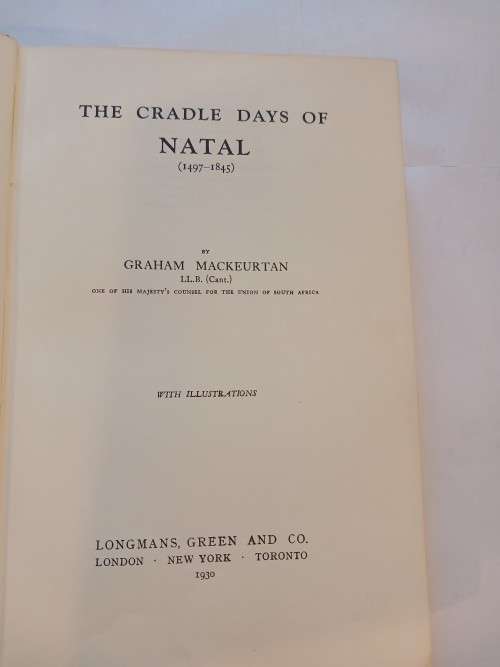 THE CRADLE DAYS OF
NATAL
(1497–1845)
BY
GRAHAM MACKEURTAN
LL.B. (Cant.)
ONE OF HIS MAJESTY'S COUNSEL FOR THE UNION OF SOUTH AFRICA
WITH ILLUSTRATIONS
LONGMANS, GREEN AND CO.
LONDON · NEW YORK · TORONTO
1930